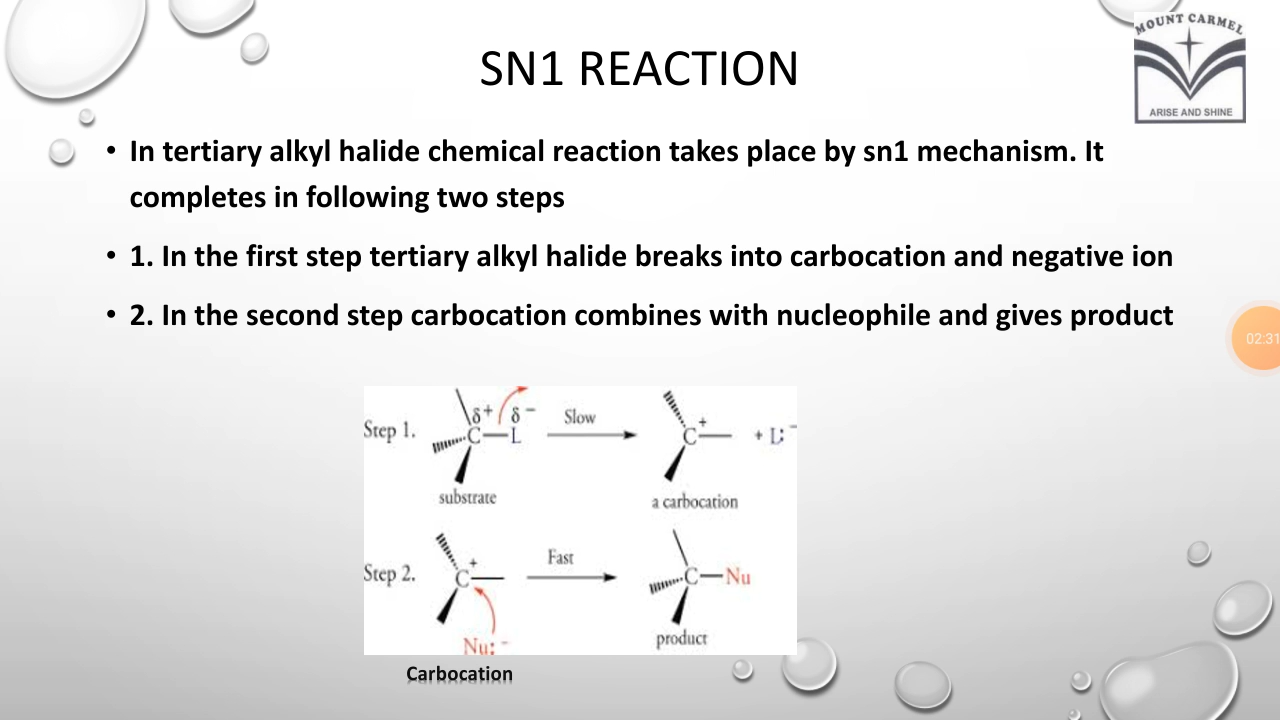 MOUNT CARMEL
ARISE AND SHINE
SN1 REACTION
• In tertiary alkyl halide chemical reaction takes place by sn1 mechanism. It
completes in following two steps
• 1. In the first step tertiary alkyl halide breaks into carbocation and negative ion
• 2. In the second step carbocation combines with nucleophile and gives product
02:31
Step 1. δ+ δ− C—L Slow C+ + L:−
substrate a carbocation
Step 2. C+ Fast C—Nu
Nu:− product
Carbocation